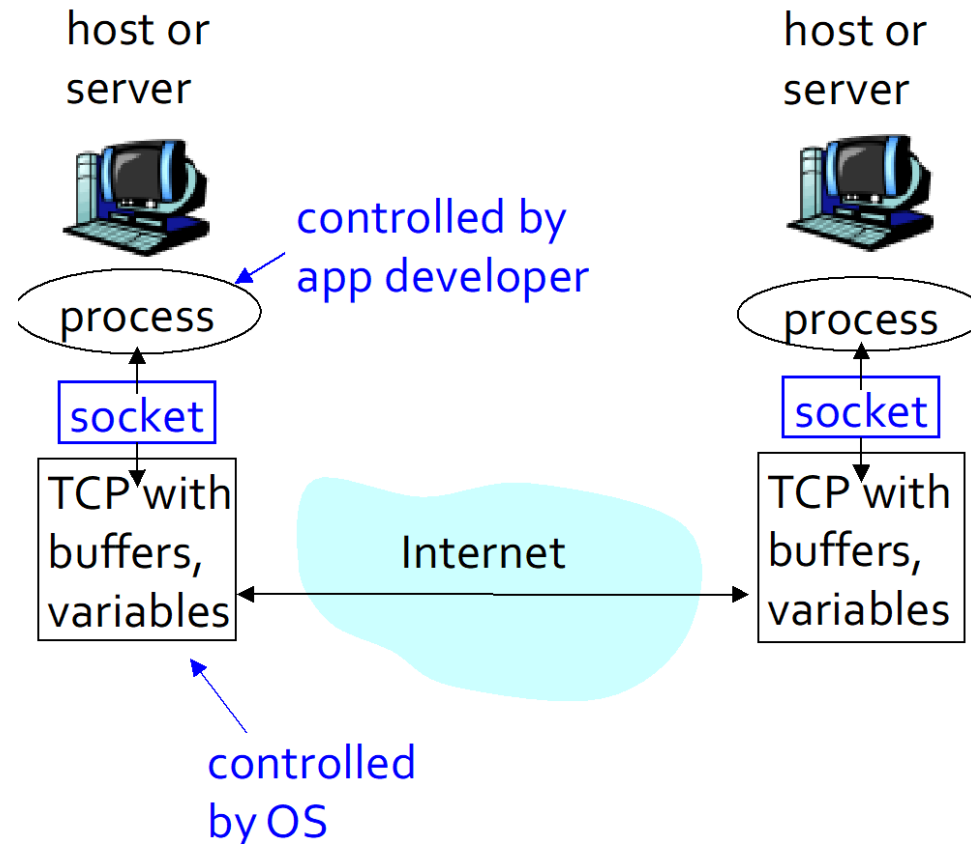 host or
server
host or
server
controlled by
app developer
process
process
socket
socket
TCP with
buffers,
variables
Internet
TCP with
buffers,
variables
controlled
by OS